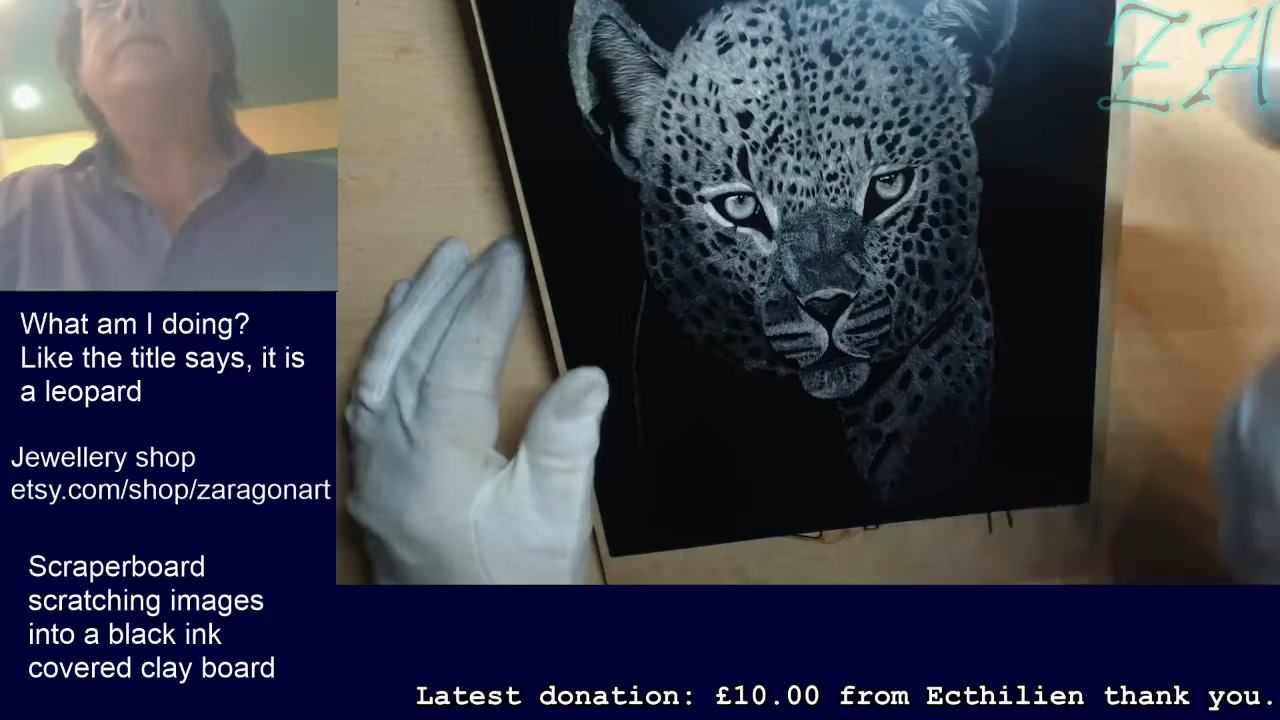 ZA
What am I doing?
Like the title says, it is
a leopard
Jewellery shop
etsy.com/shop/zaragonart
Scraperboard
scratching images
into a black ink
covered clay board
Latest donation: £10.00 from Ecthilien thank you.